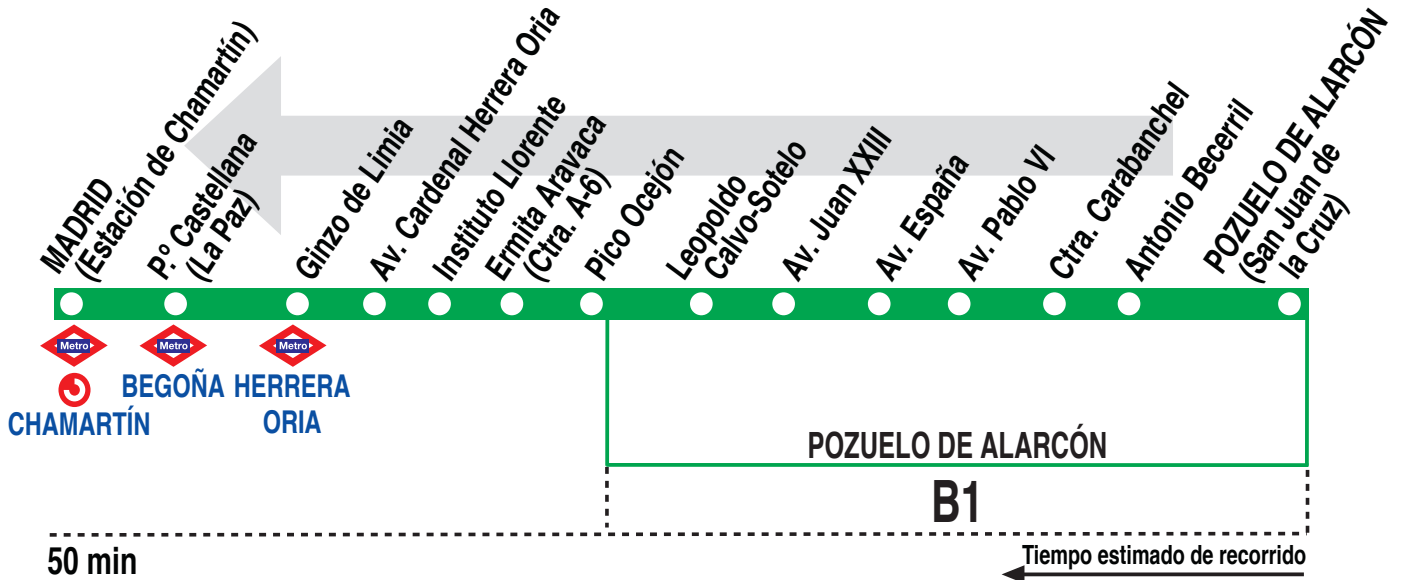 MADRID
(Estación de Chamartín)
P.º Castellana
(La Paz)
Ginzo de Limia
Av. Cardenal Herrera Oria
Instituto Llorente
Ermita Aravaca
(Ctra. A-6)
Pico Ocejón
Leopoldo
Calvo-Sotelo
Av. Juan XXIII
Av. España
Av. Pablo VI
Ctra. Carabanchel
Antonio Becerril
POZUELO DE ALARCÓN
(San Juan de
la Cruz)
Metro
Metro
Metro
CHAMARTÍN
BEGOÑA
HERRERA
ORIA
POZUELO DE ALARCÓN
B1
50 min
Tiempo estimado de recorrido